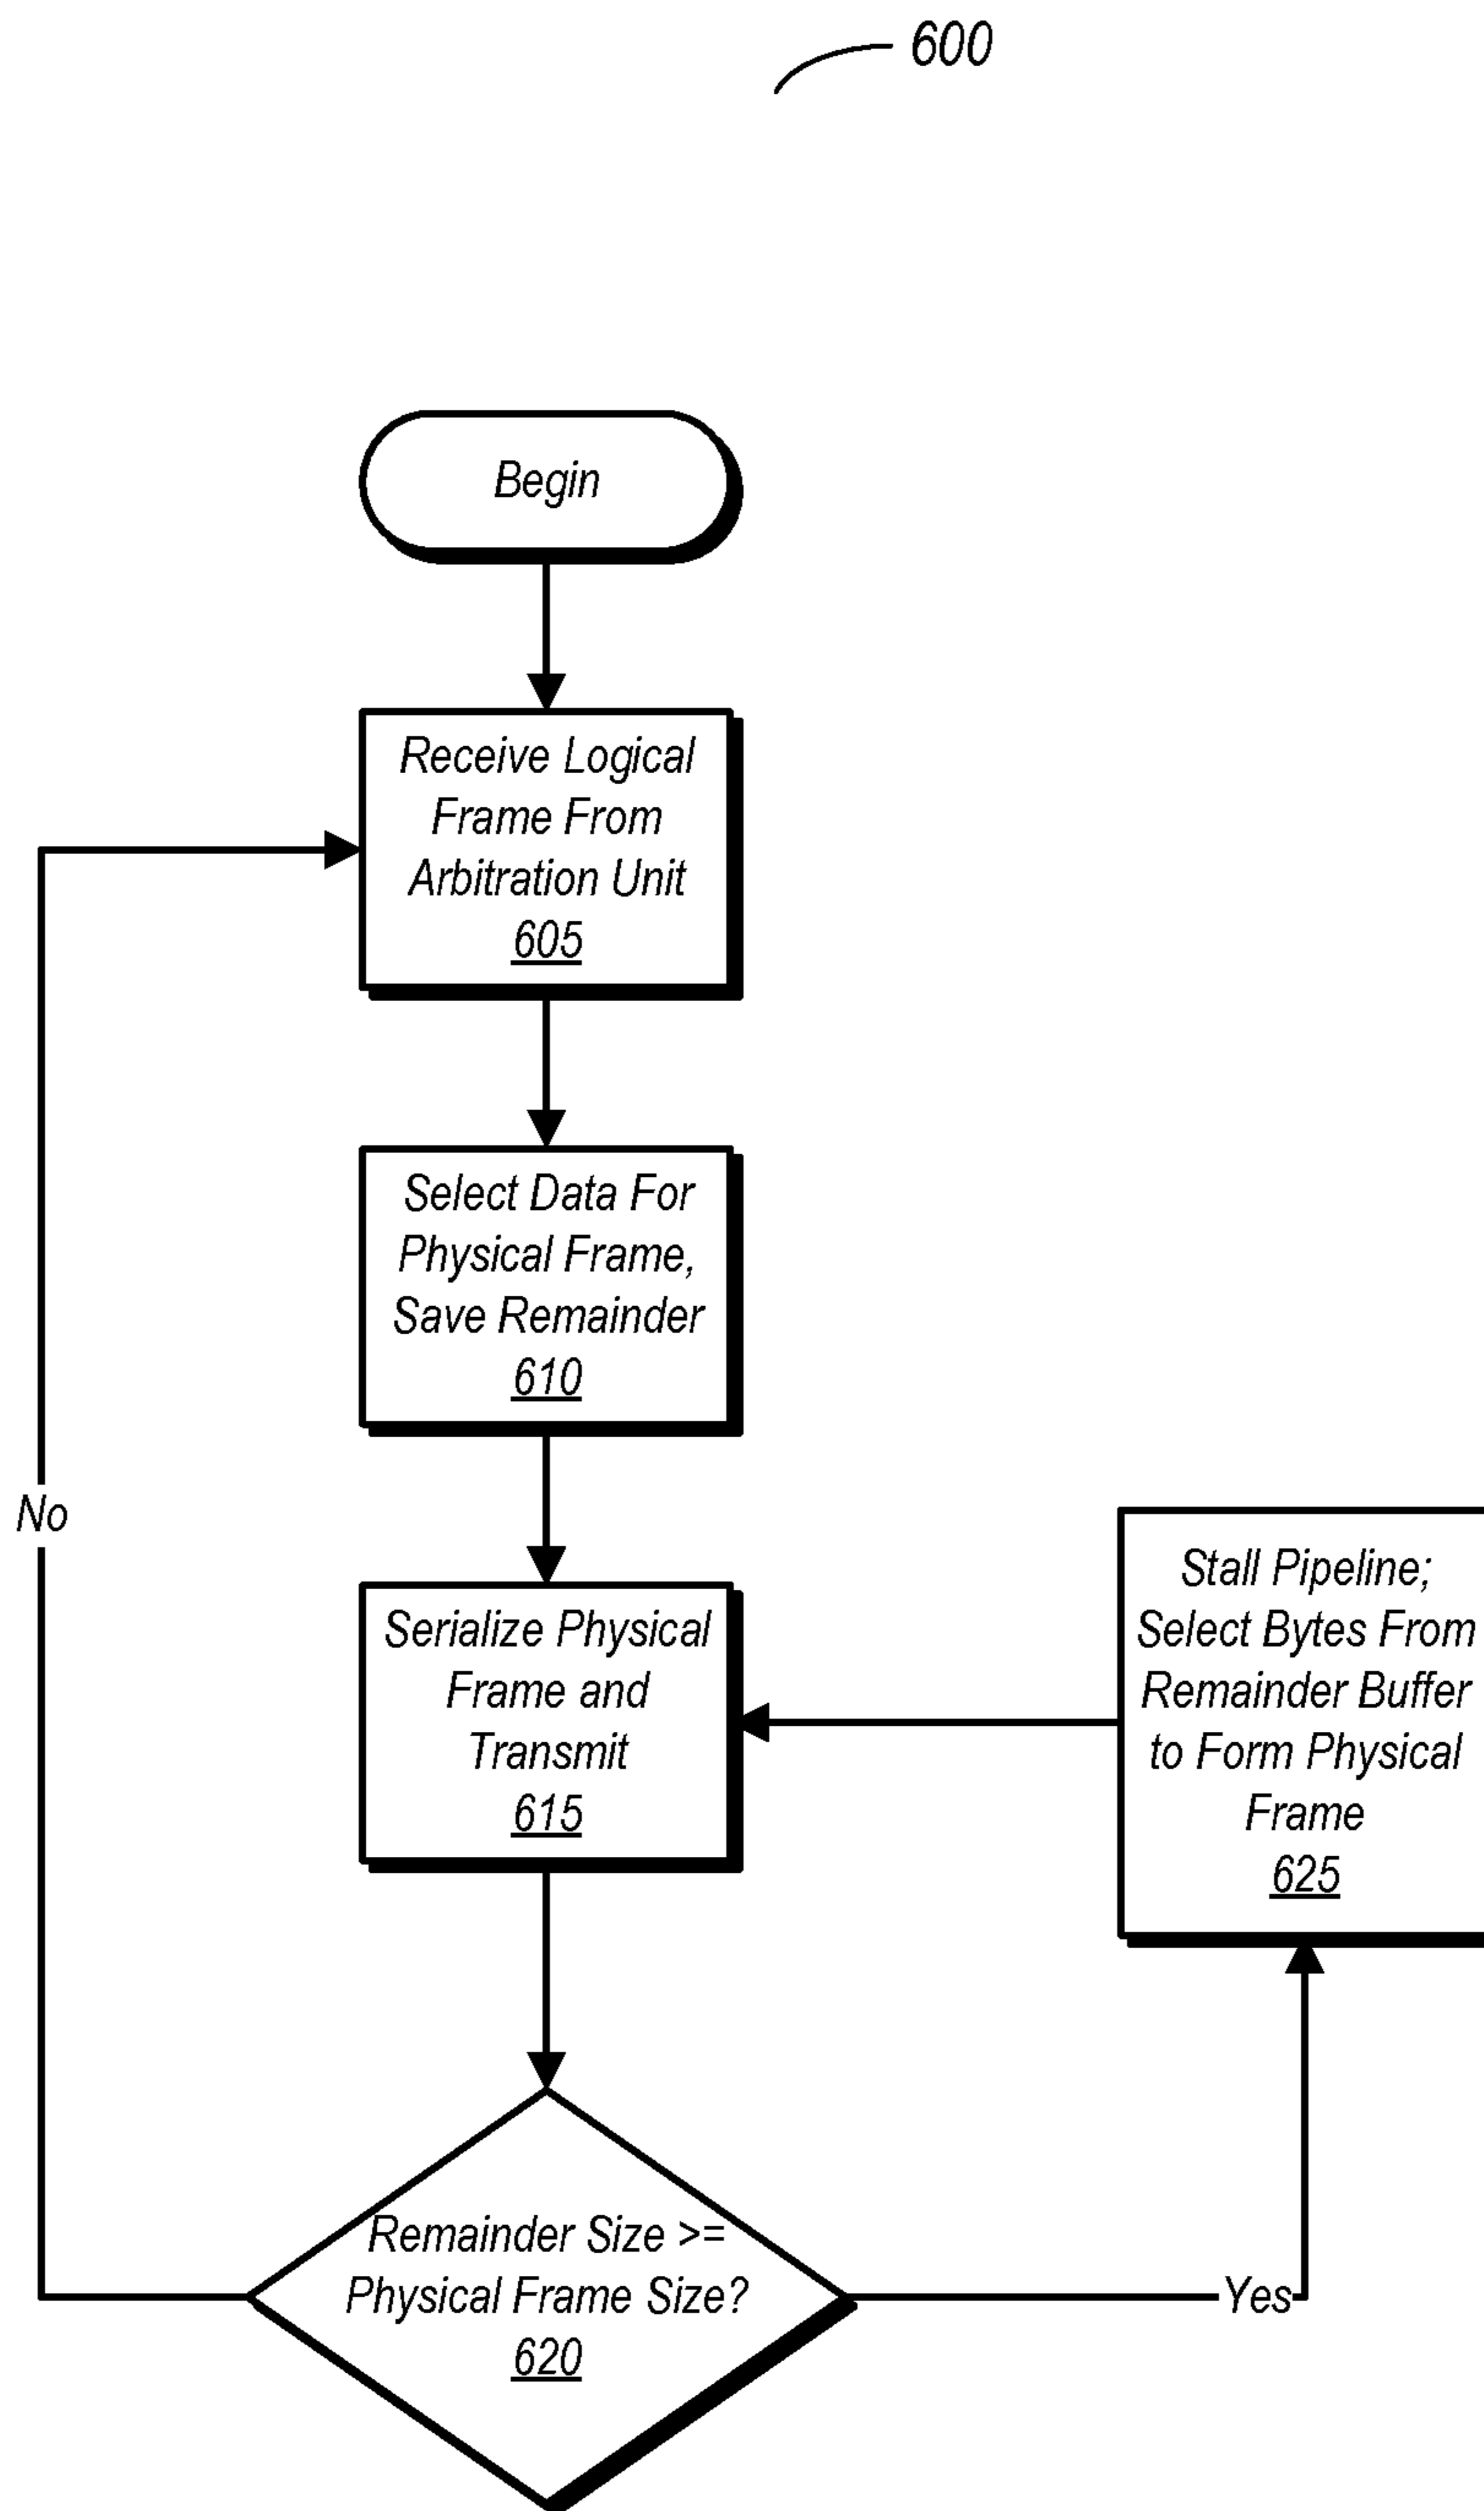 600
Begin
Receive Logical
Frame From
Arbitration Unit
605
Select Data For
Physical Frame,
Save Remainder
610
No
Serialize Physical
Frame and
Transmit
615
Stall Pipeline;
Select Bytes From
Remainder Buffer
to Form Physical
Frame
625
Remainder Size >=
Physical Frame Size?
620
Yes